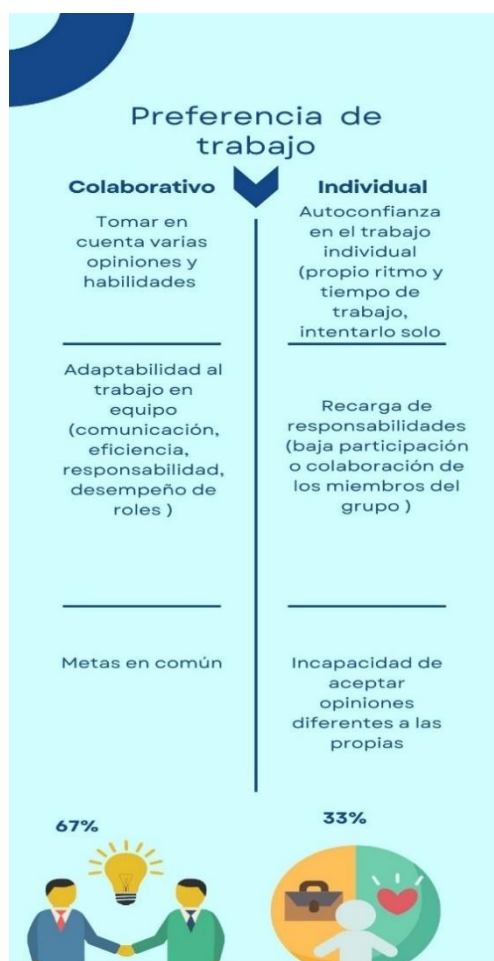 Preferencia de
trabajo
Colaborativo
Tomar en
cuenta varias
opiniones y
habilidades
Adaptabilidad al
trabajo en
equipo
(comunicación,
eficiencia,
responsabilidad,
desempeño de
roles )
Metas en común
67%
Individual
Autoconfianza
en el trabajo
individual
(propio ritmo y
tiempo de
trabajo,
intentarlo solo
Recarga de
responsabilidades
(baja participación
o colaboración de
los miembros del
grupo )
Incapacidad de
aceptar
opiniones
diferentes a las
propias
33%